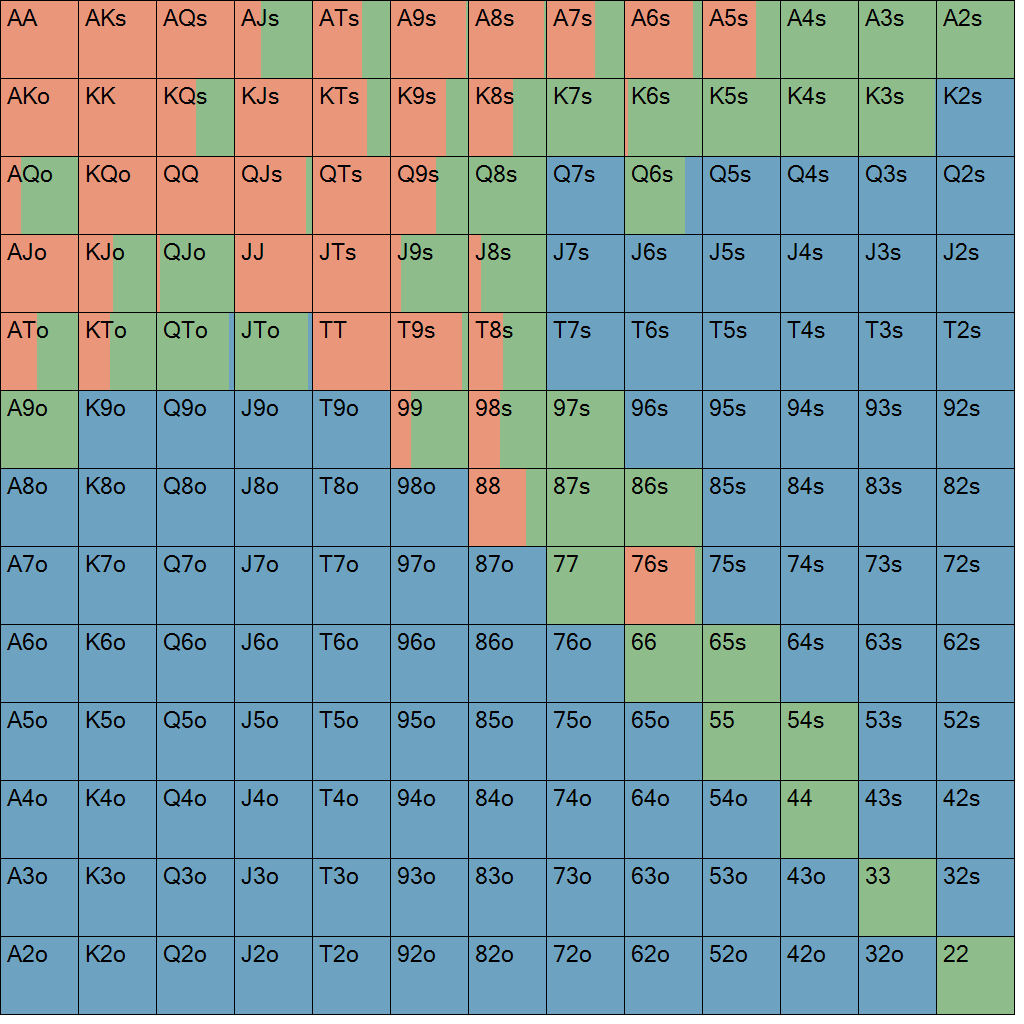 AA AKs AQs AJs ATs A9s A8s A7s A6s A5s A4s A3s A2s
AKo KK KQs KJs KTs K9s K8s K7s K6s K5s K4s K3s K2s
AQo KQo QQ QJs QTs Q9s Q8s Q7s Q6s Q5s Q4s Q3s Q2s
AJo KJo QJo JJ JTs J9s J8s J7s J6s J5s J4s J3s J2s
ATo KTo QTo JTo TT T9s T8s T7s T6s T5s T4s T3s T2s
A9o K9o Q9o J9o T9o 99 98s 97s 96s 95s 94s 93s 92s
A8o K8o Q8o J8o T8o 98o 88 87s 86s 85s 84s 83s 82s
A7o K7o Q7o J7o T7o 97o 87o 77 76s 75s 74s 73s 72s
A6o K6o Q6o J6o T6o 96o 86o 76o 66 65s 64s 63s 62s
A5o K5o Q5o J5o T5o 95o 85o 75o 65o 55 54s 53s 52s
A4o K4o Q4o J4o T4o 94o 84o 74o 64o 54o 44 43s 42s
A3o K3o Q3o J3o T3o 93o 83o 73o 63o 53o 43o 33 32s
A2o K2o Q2o J2o T2o 92o 82o 72o 62o 52o 42o 32o 22